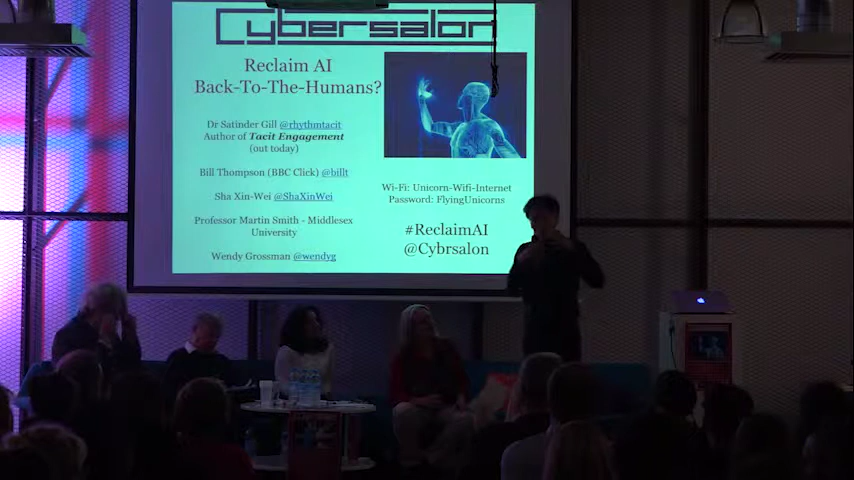 Cybersalon
Reclaim AI
Back-To-The-Humans?
Dr Satinder Gill @rhythmtacit
Author of Tacit Engagement
(out today)
Bill Thompson (BBC Click) @billt
Sha Xin-Wei @ShaXinWei
Professor Martin Smith - Middlesex
University
Wendy Grossman @wendyg
Wi-Fi: Unicorn-Wifi-Internet
Password: FlyingUnicorns
#ReclaimAI
@Cybrsalon